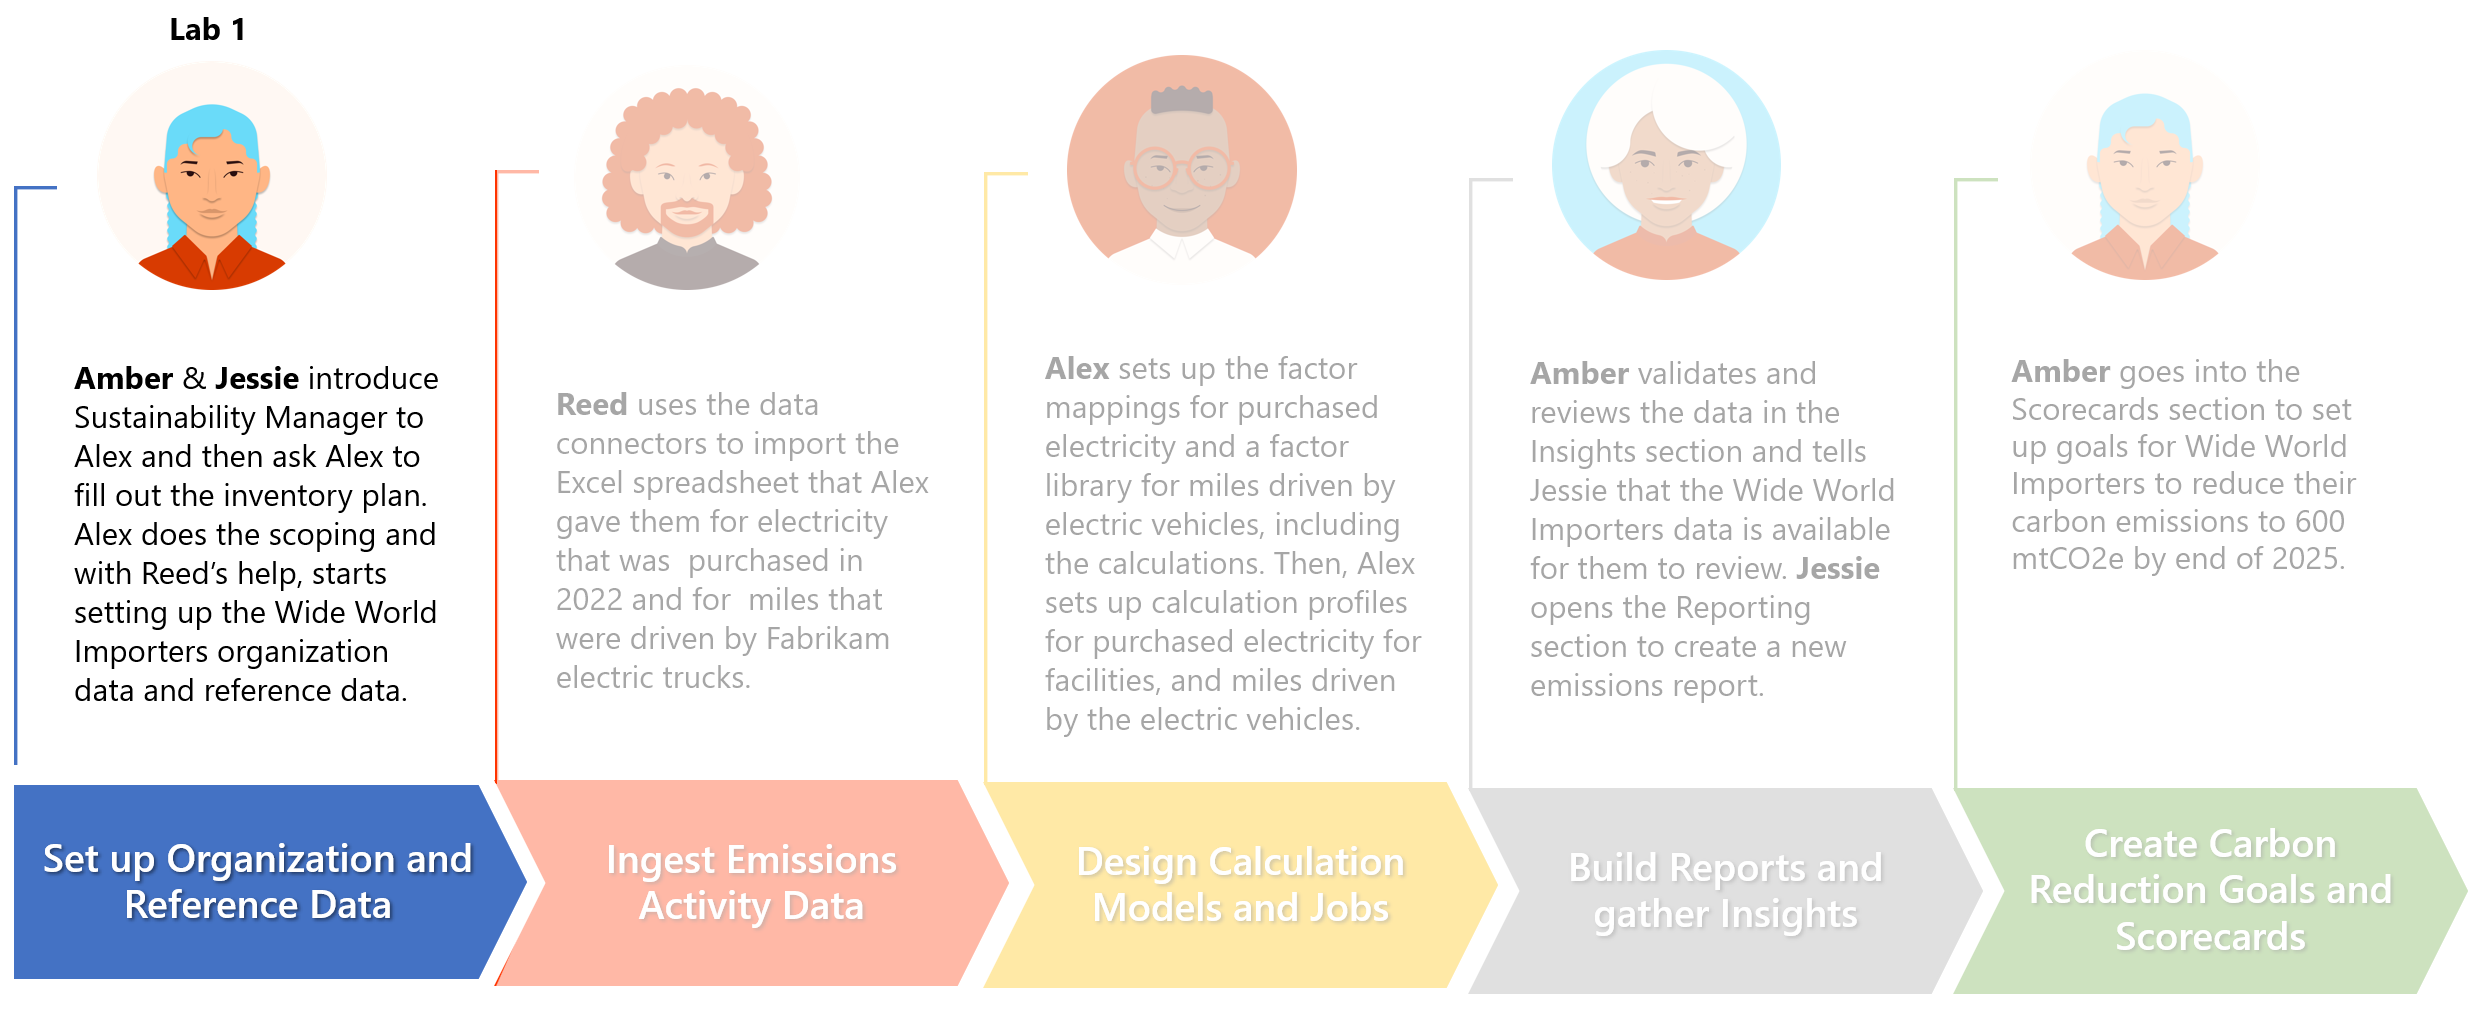 Lab 1
Amber & Jessie introduce
Sustainability Manager to
Alex and then ask Alex to
fill out the inventory plan.
Alex does the scoping and
with Reed’s help, starts
setting up the Wide World
Importers organization
data and reference data.
Set up Organization and
Reference Data
Reed uses the data
connectors to import the
Excel spreadsheet that Alex
gave them for electricity
that was  purchased in
2022 and for  miles that
were driven by Fabrikam
electric trucks.
Ingest Emissions
Activity Data
Alex sets up the factor
mappings for purchased
electricity and a factor
library for miles driven by
electric vehicles, including
the calculations. Then, Alex
sets up calculation profiles
for purchased electricity for
facilities, and miles driven
by the electric vehicles.
Design Calculation
Models and Jobs
Amber validates and
reviews the data in the
Insights section and tells
Jessie that the Wide World
Importers data is available
for them to review. Jessie
opens the Reporting
section to create a new
emissions report.
Build Reports and
gather Insights
Amber goes into the
Scorecards section to set
up goals for Wide World
Importers to reduce their
carbon emissions to 600
mtCO2e by end of 2025.
Create Carbon
Reduction Goals and
Scorecards